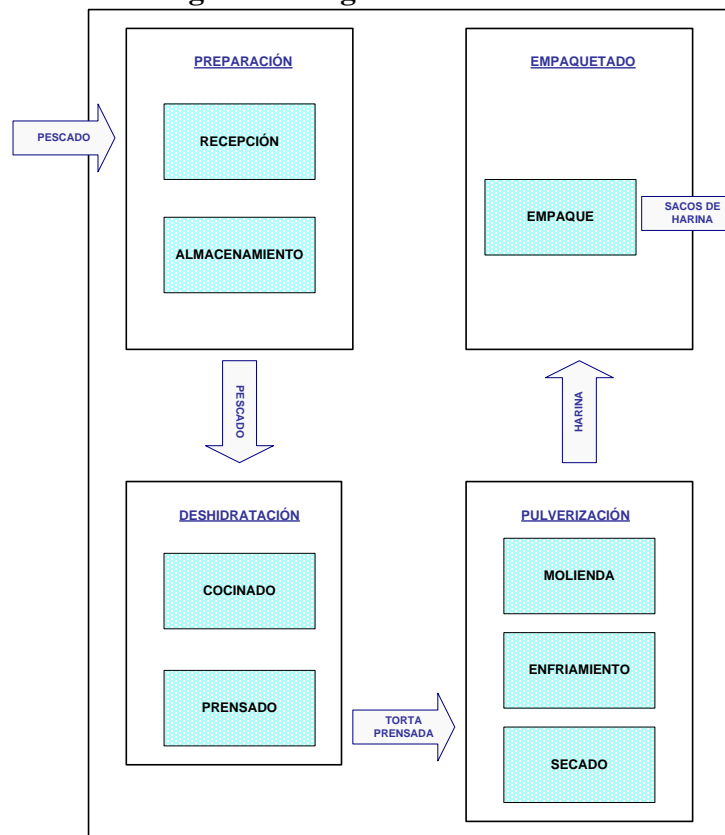 PREPARACIÓN
PESCADO
RECEPCIÓN
ALMACENAMIENTO
PESCADO
DESHIDRATACIÓN
COCINADO
PRENSADO
TORTA
PRENSADA
PULVERIZACIÓN
MOLIENDA
ENFRIAMIENTO
SECADO
HARINA
EMPAQUETADO
EMPAQUE
SACOS DE
HARINA